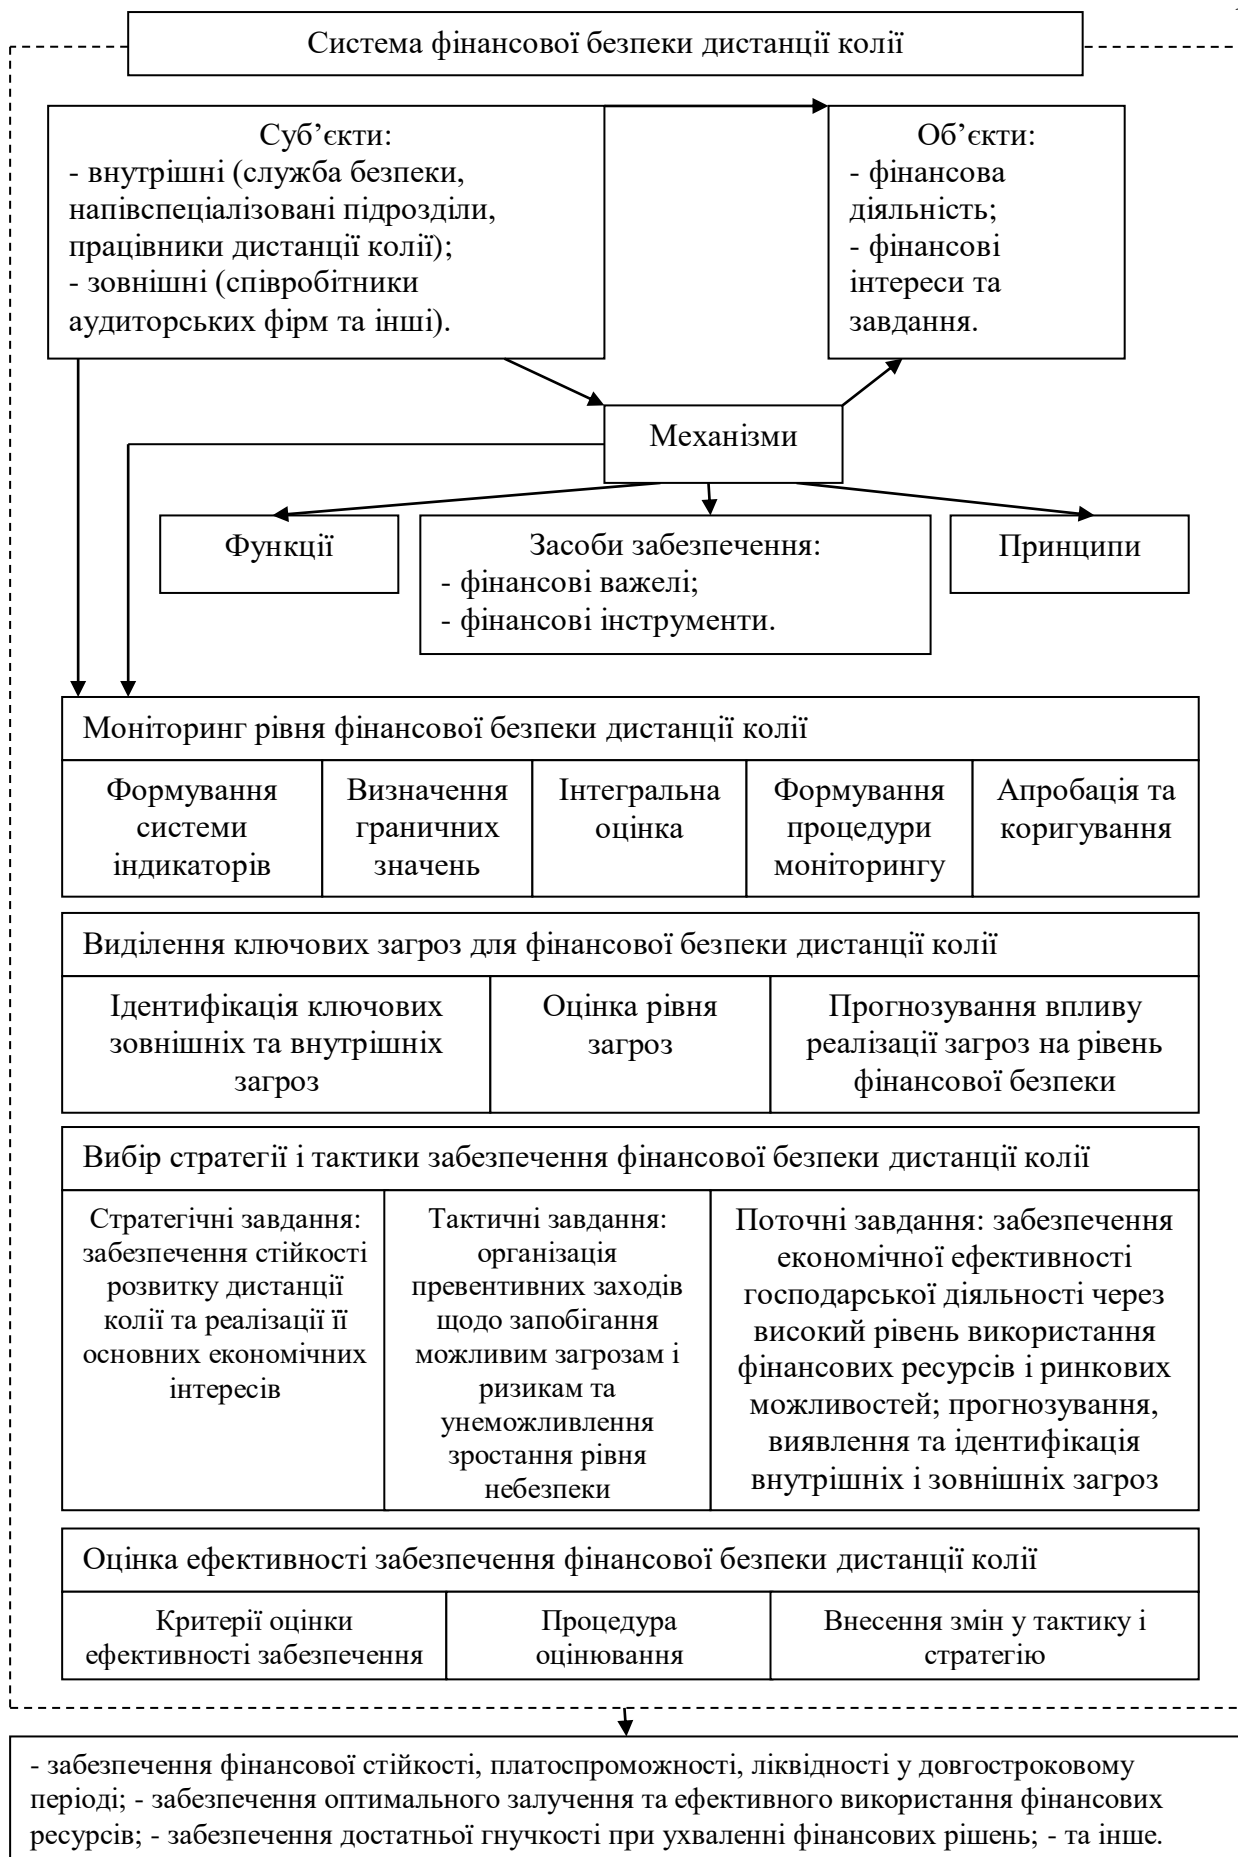 Система фінансової безпеки дистанції колії
Суб’єкти:
- внутрішні (служба безпеки,
напівспеціалізовані підрозділи,
працівники дистанції колії);
- зовнішні (співробітники
аудиторських фірм та інші).
Об’єкти:
- фінансова
діяльність;
- фінансові
інтереси та
завдання.
Механізми
Функції
Засоби забезпечення:
- фінансові важелі;
- фінансові інструменти.
Принципи
Моніторинг рівня фінансової безпеки дистанції колії
Формування
системи
індикаторів
Визначення
граничних
значень
Інтегральна
оцінка
Формування
процедури
моніторингу
Апробація та
коригування
Виділення ключових загроз для фінансової безпеки дистанції колії
Ідентифікація ключових
зовнішніх та внутрішніх
загроз
Оцінка рівня
загроз
Прогнозування впливу
реалізації загроз на рівень
фінансової безпеки
Вибір стратегії і тактики забезпечення фінансової безпеки дистанції колії
Стратегічні завдання:
забезпечення стійкості
розвитку дистанції
колії та реалізації її
основних економічних
інтересів
Тактичні завдання:
організація
превентивних заходів
щодо запобігання
можливим загрозам і
ризикам та
унеможливлення
зростання рівня
небезпеки
Поточні завдання: забезпечення
економічної ефективності
господарської діяльності через
високий рівень використання
фінансових ресурсів і ринкових
можливостей; прогнозування,
виявлення та ідентифікація
внутрішніх і зовнішніх загроз
Оцінка ефективності забезпечення фінансової безпеки дистанції колії
Критерії оцінки
ефективності забезпечення
Процедура
оцінювання
Внесення змін у тактику і
стратегію
- забезпечення фінансової стійкості, платоспроможності, ліквідності у довгостроковому
періоді; - забезпечення оптимального залучення та ефективного використання фінансових
ресурсів; - забезпечення достатньої гнучкості при ухваленні фінансових рішень; - та інше.